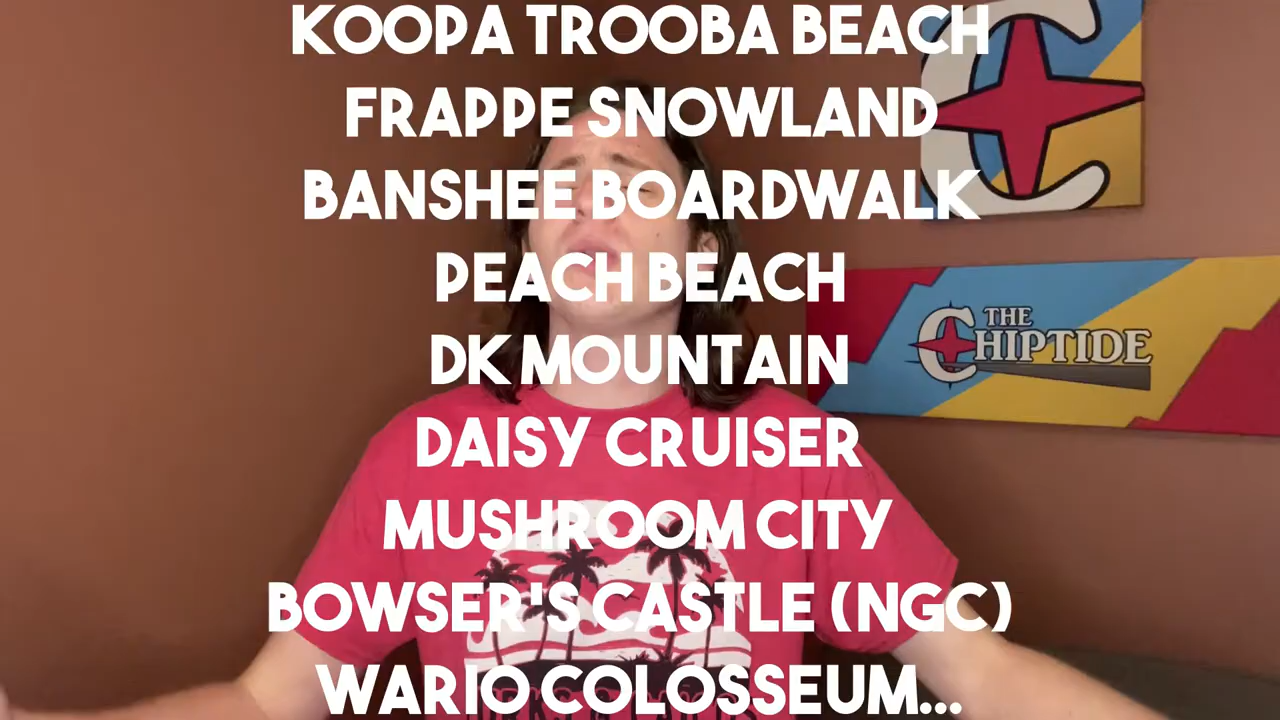 KOOPA TROOBA BEACH
FRAPPE SNOWLAND
BANSHEE BOARDWALK
PEACH BEACH
DK MOUNTAIN
DAISY CRUISER
MUSHROOM CITY
BOWSER'S CASTLE (NGC)
WARIO COLOSSEUM...
THE
CHIPTIDE